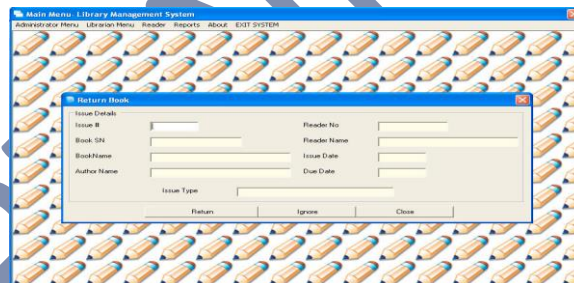 Main Menu- Library Management System
Administrator Menu Librarian Menu Reader Reports About EXIT SYSTEM
Return Book
Issue Details
Issue # Reader No
Book SN Reader Name
BookName Issue Date
Author Name Due Date
Issue Type
Return Ignore Close